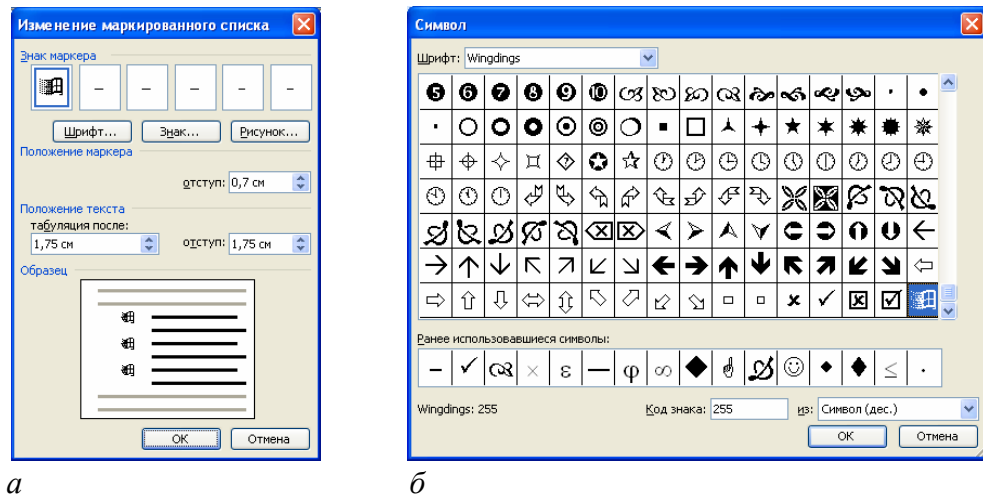 Изменение маркированного списка
Знак маркера
– – – – –
Шрифт... Знак... Рисунок...
Положение маркера
отступ: 0,7 см
Положение текста
табуляция после:
1,75 см отступ: 1,75 см
Образец
ОК Отмена
а
Символ
Шрифт: Wingdings
Ранее использовавшиеся символы:
– ✓ × ε — φ ∞ ◆ ☺ ♦ ≤ ·
Wingdings: 255 Код знака: 255 из: Символ (дес.)
ОК Отмена
б